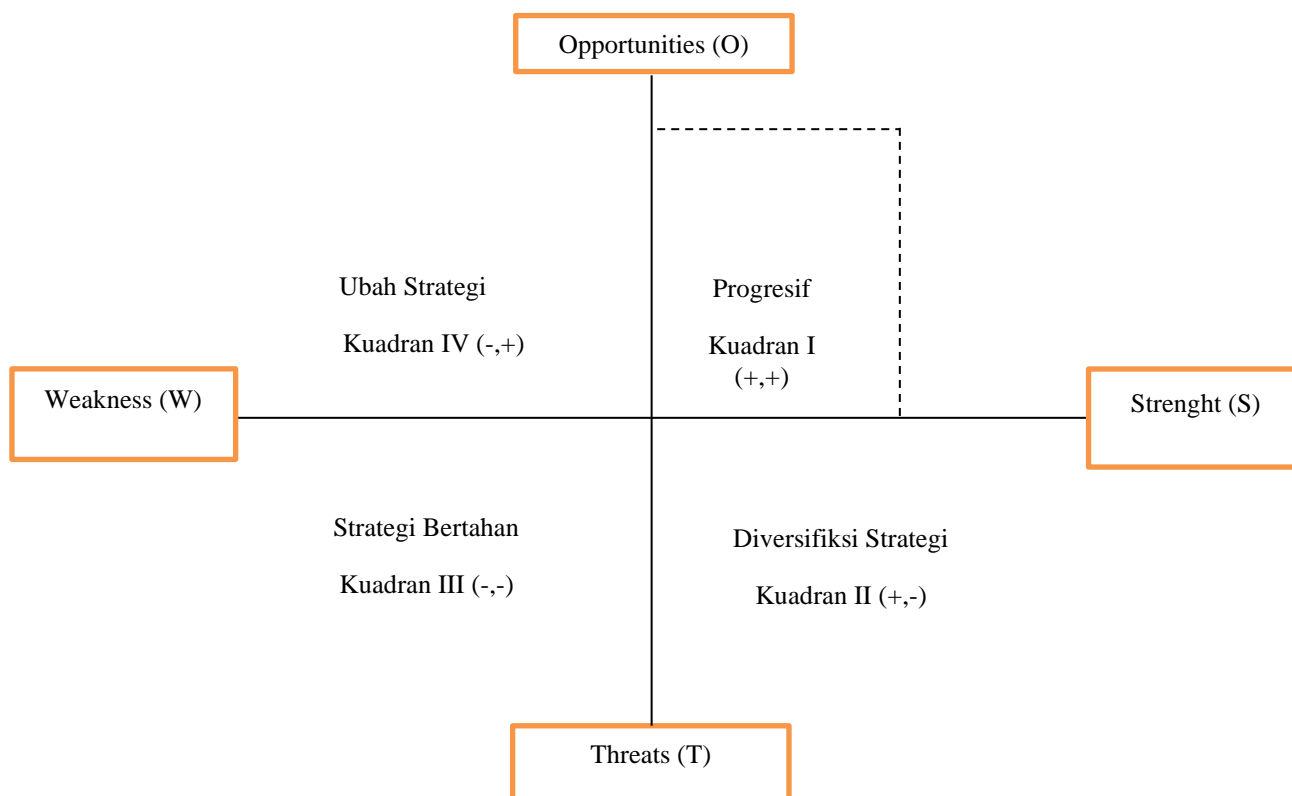 Opportunities (O)
Ubah Strategi
Kuadran IV (-,+)
Progresif
Kuadran I
(+,+)
Weakness (W)
Strenght (S)
Strategi Bertahan
Kuadran III (-,-)
Diversifiksi Strategi
Kuadran II (+,-)
Threats (T)